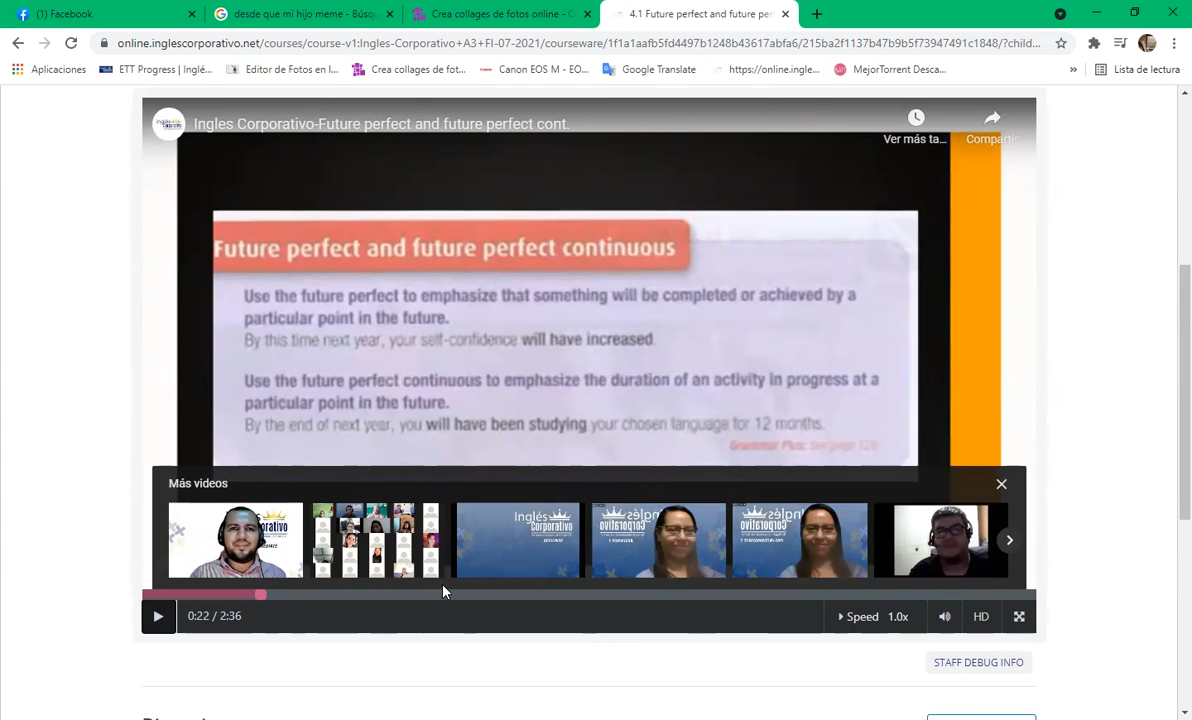 (1) Facebook
desde que mi hijo meme - Búsq
Crea collages de fotos online - C
4.1 Future perfect and future per
online.inglescorporativo.net/courses/course-v1:Ingles-Corporativo+A3+FI-07-2021/courseware/1f1a1aafb5fd4497b1248b43617abfa6/215ba2f1137b47b9b5f73947491c1848/?child...
Aplicaciones
ETT Progress | Inglé...
Editor de Fotos en l...
Crea collages de fot...
Canon EOS M - EO...
Google Translate
https://online.ingle...
MejorTorrent Desca...
»
Lista de lectura
Ingles Corporativo-Future perfect and future perfect cont.
Ver más ta...
Compartir
Future perfect and future perfect continuous
Use the future perfect to emphasize that something will be completed or achieved by a
particular point in the future.
By this time next year, your self-confidence will have increased.
Use the future perfect continuous to emphasize the duration of an activity in progress at a
particular point in the future.
By the end of next year, you will have been studying your chosen language for 12 months.
Grammar Plus: See page 129
Más videos
Inglés
Corporativo
0:22 / 2:36
Speed 1.0x
HD
STAFF DEBUG INFO